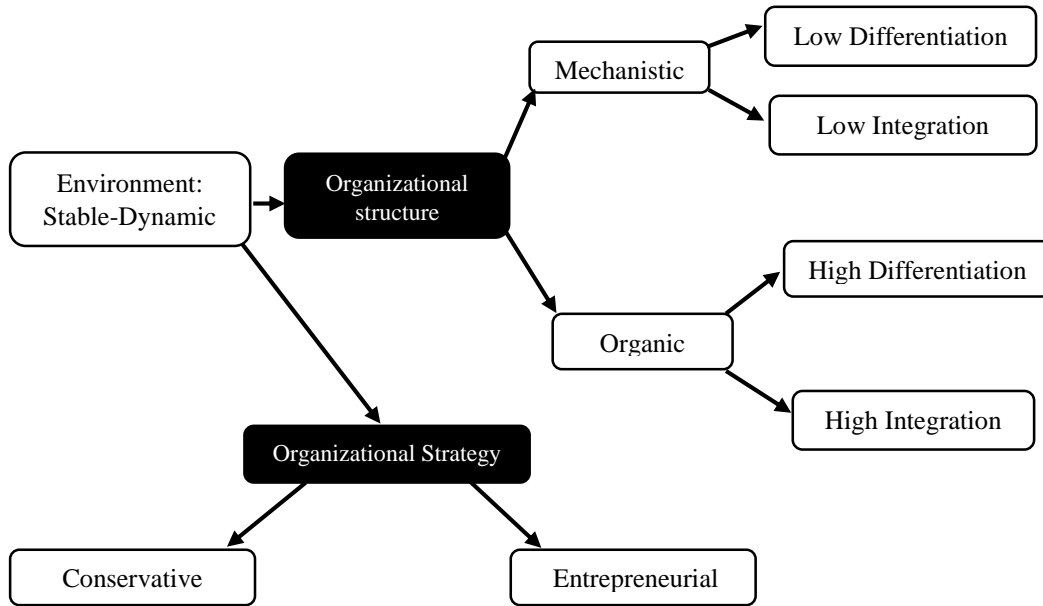 Low Differentiation
Mechanistic
Low Integration
Environment:
Stable-Dynamic
Organizational
structure
High Differentiation
Organic
High Integration
Organizational Strategy
Conservative
Entrepreneurial